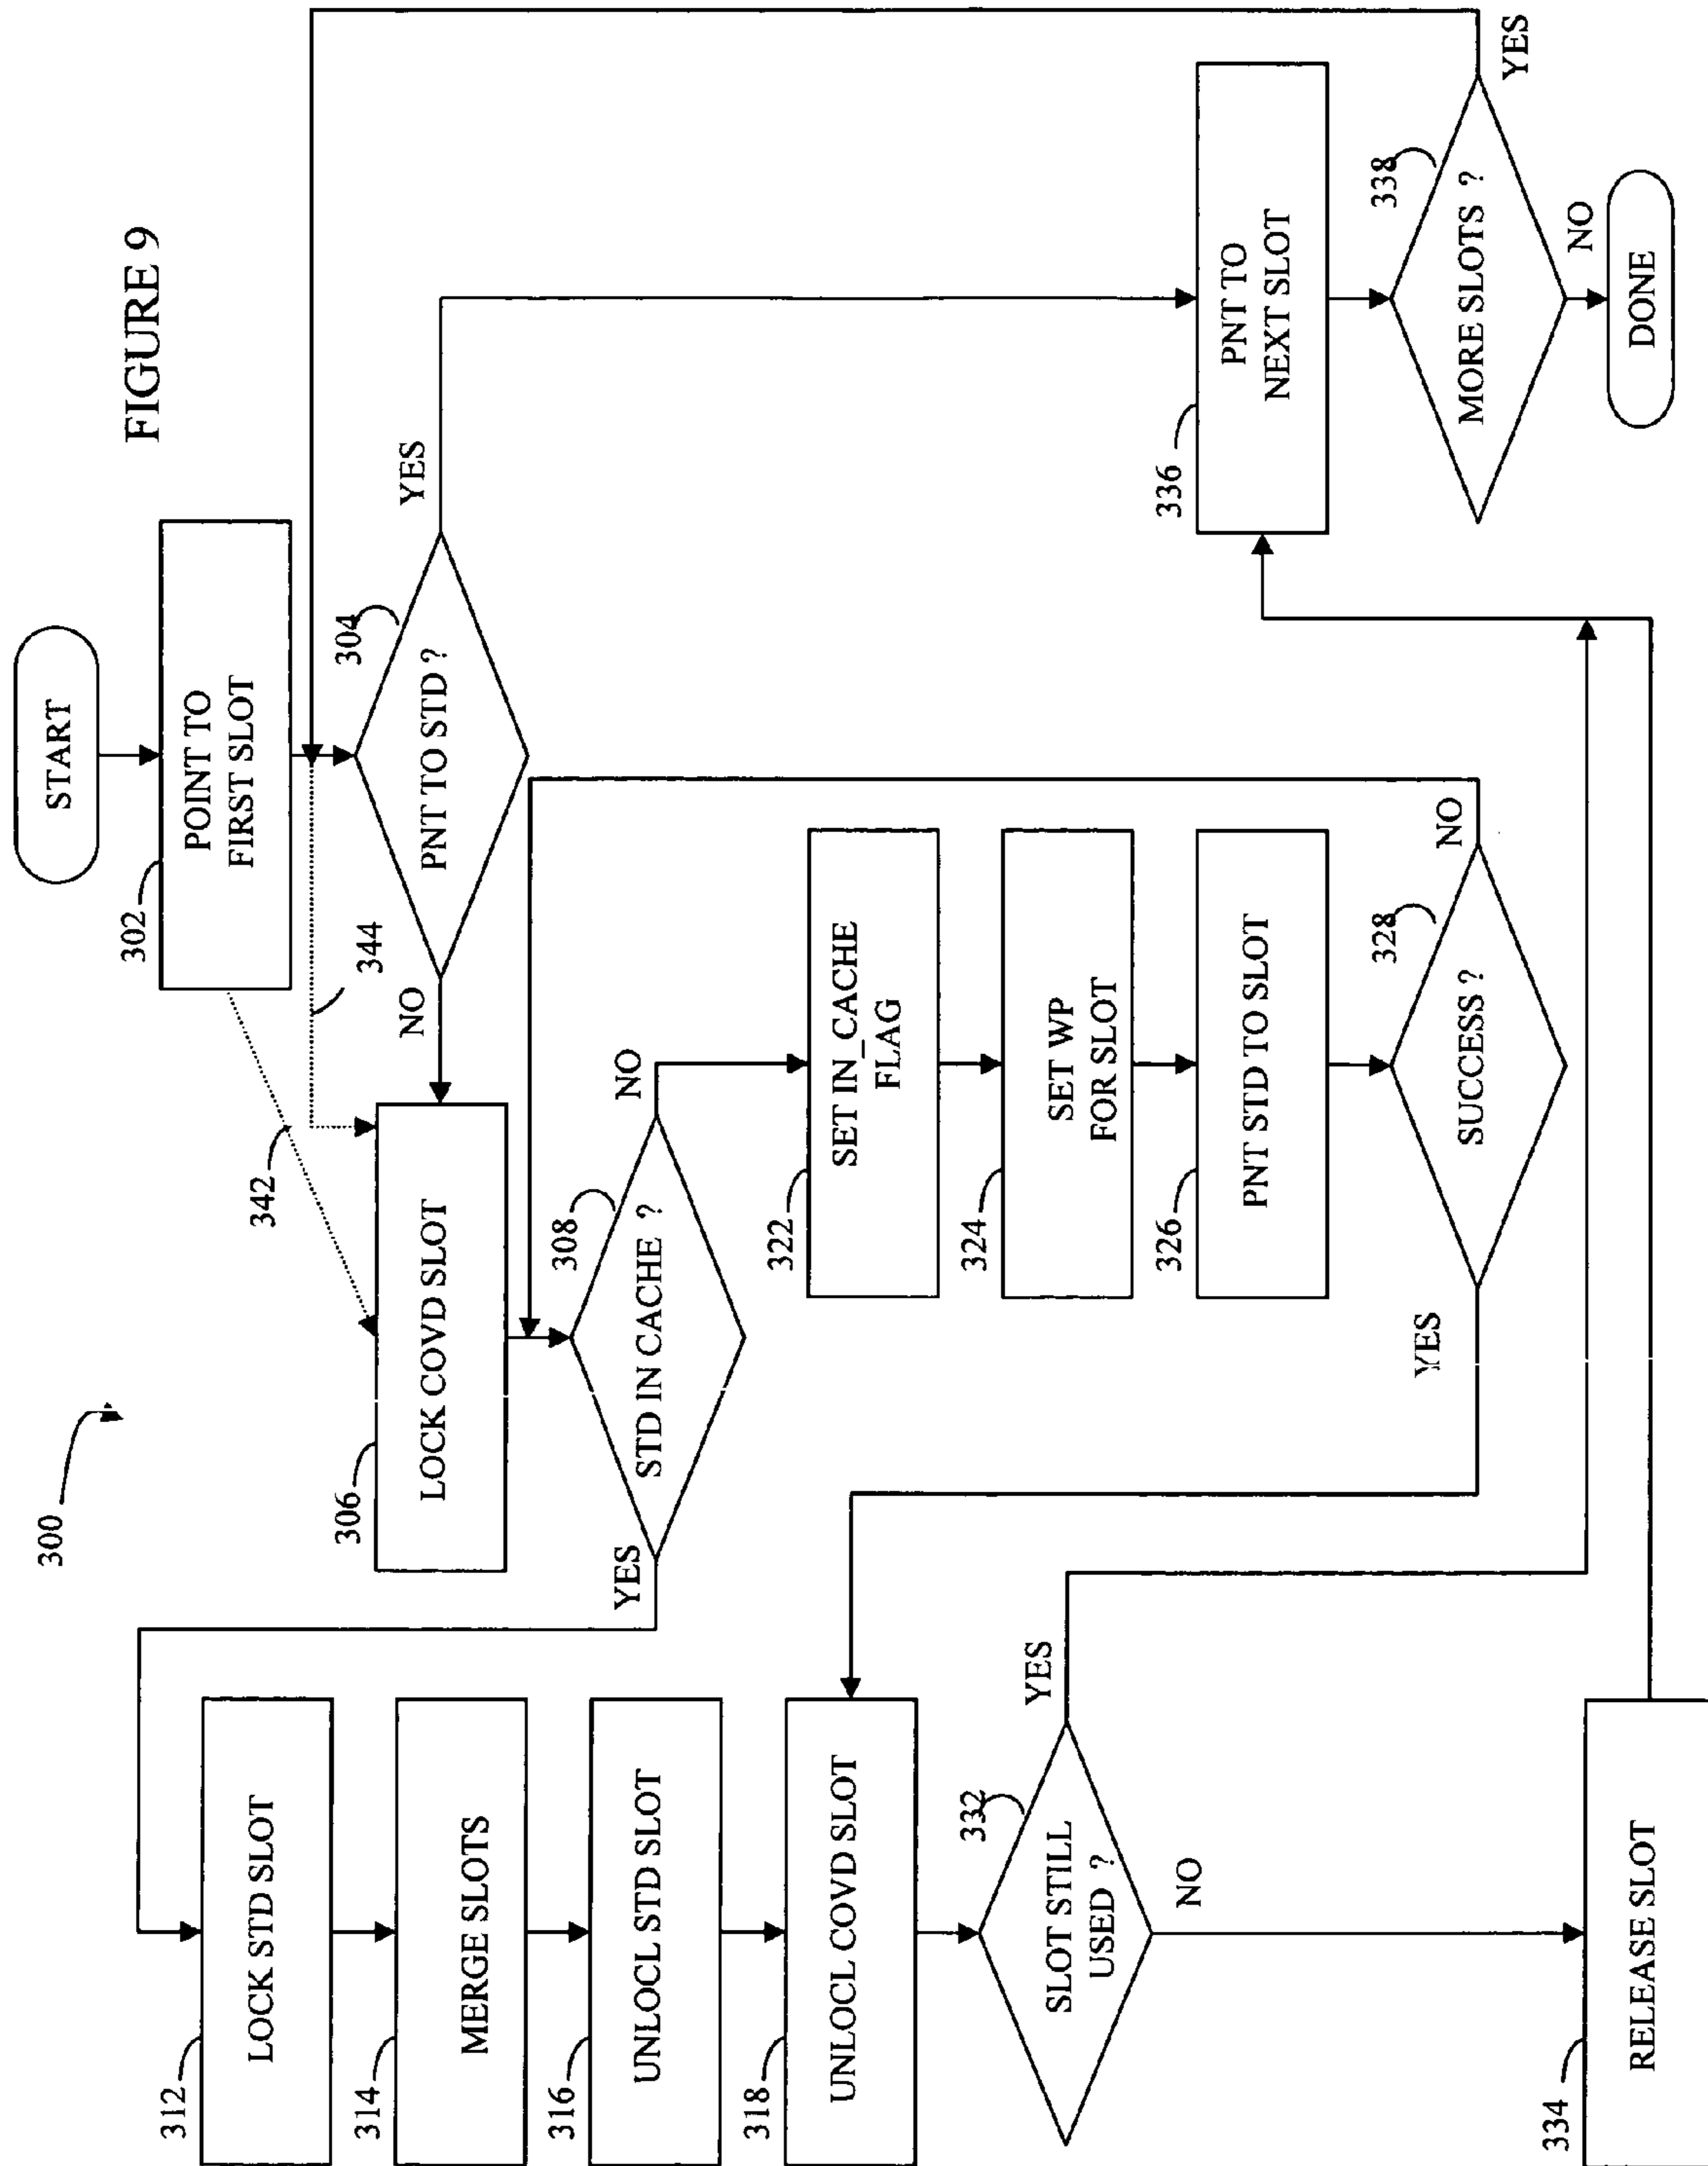 FIGURE 9
300
START
302
POINT TO
FIRST SLOT
342
344
304
PNT TO STD ?
YES
NO
306
LOCK COVD SLOT
308
STD IN CACHE ?
YES
NO
312
LOCK STD SLOT
314
MERGE SLOTS
316
UNLOCL STD SLOT
318
UNLOCL COVD SLOT
322
SET IN_CACHE
FLAG
324
SET WP
FOR SLOT
326
PNT STD TO SLOT
328
SUCCESS ?
YES
NO
332
SLOT STILL
USED ?
YES
NO
334
RELEASE SLOT
336
PNT TO
NEXT SLOT
338
MORE SLOTS ?
YES
NO
DONE